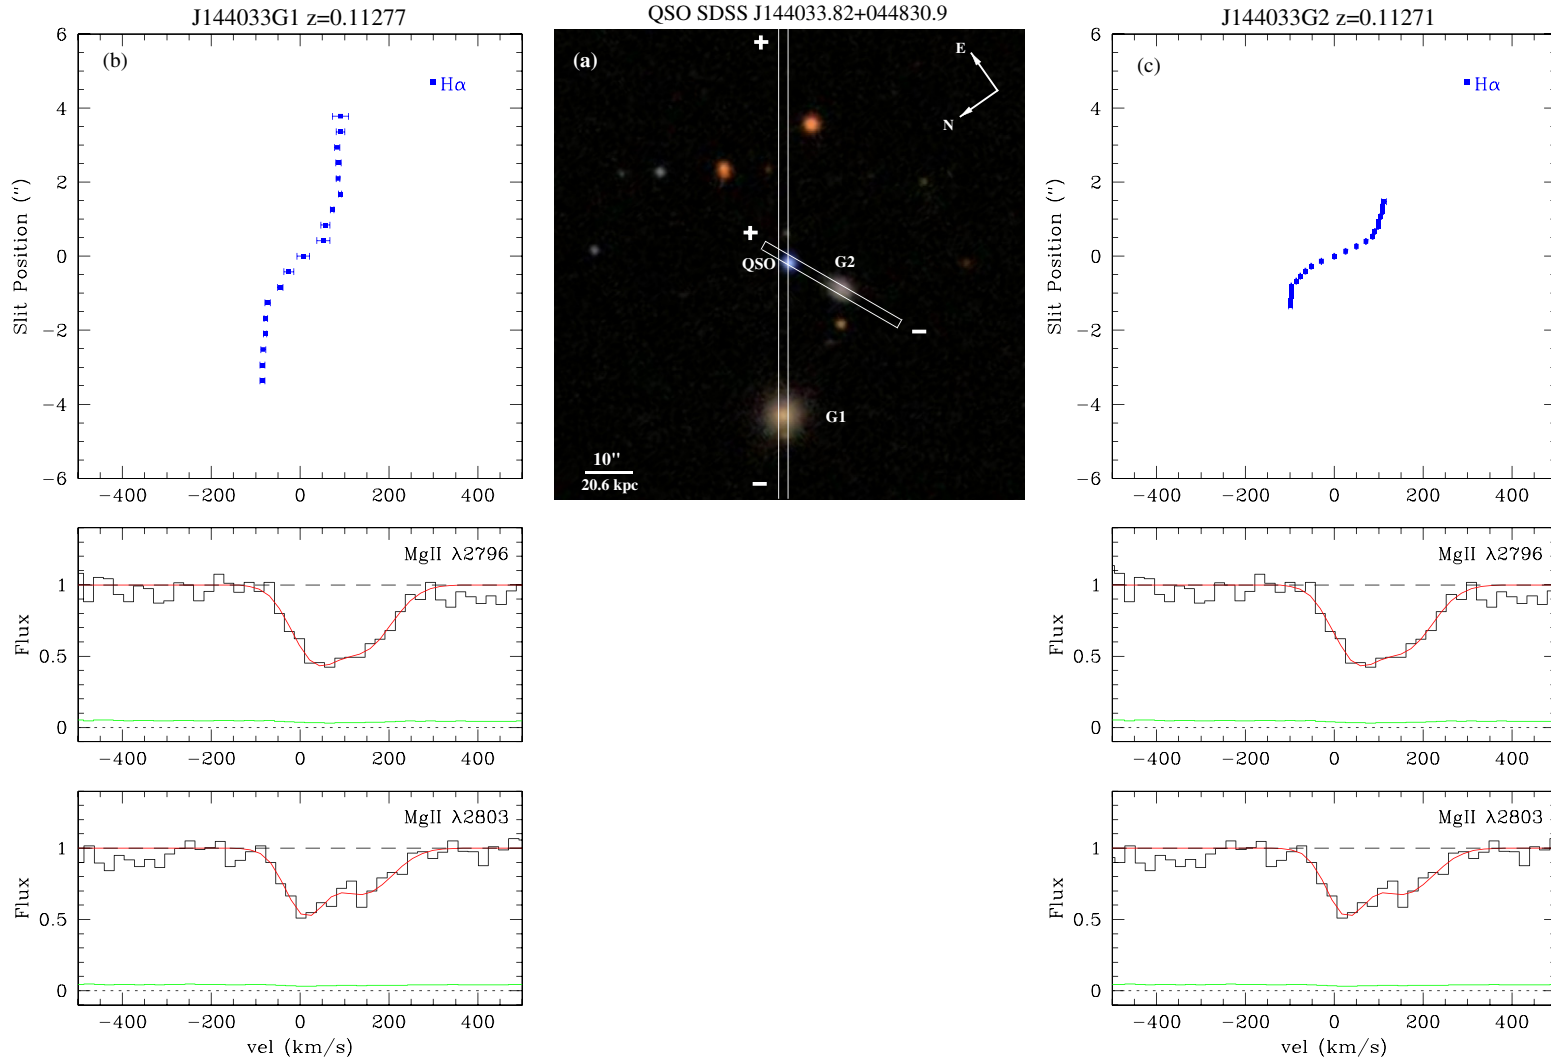 J144033G1 z=0.11277
(b)
Hα
Slit Position (″)
6
4
2
0
−2
−4
−6
−400 −200 0 200 400
MgII λ2796
Flux
1
0.5
0
−400 −200 0 200 400
MgII λ2803
Flux
1
0.5
0
−400 −200 0 200 400
vel (km/s)
QSO SDSS J144033.82+044830.9
(a)
+
E
N
+
QSO
G2
−
G1
10"
20.6 kpc
−
J144033G2 z=0.11271
(c)
Hα
Slit Position (″)
6
4
2
0
−2
−4
−6
−400 −200 0 200 400
MgII λ2796
Flux
1
0.5
0
−400 −200 0 200 400
MgII λ2803
Flux
1
0.5
0
−400 −200 0 200 400
vel (km/s)